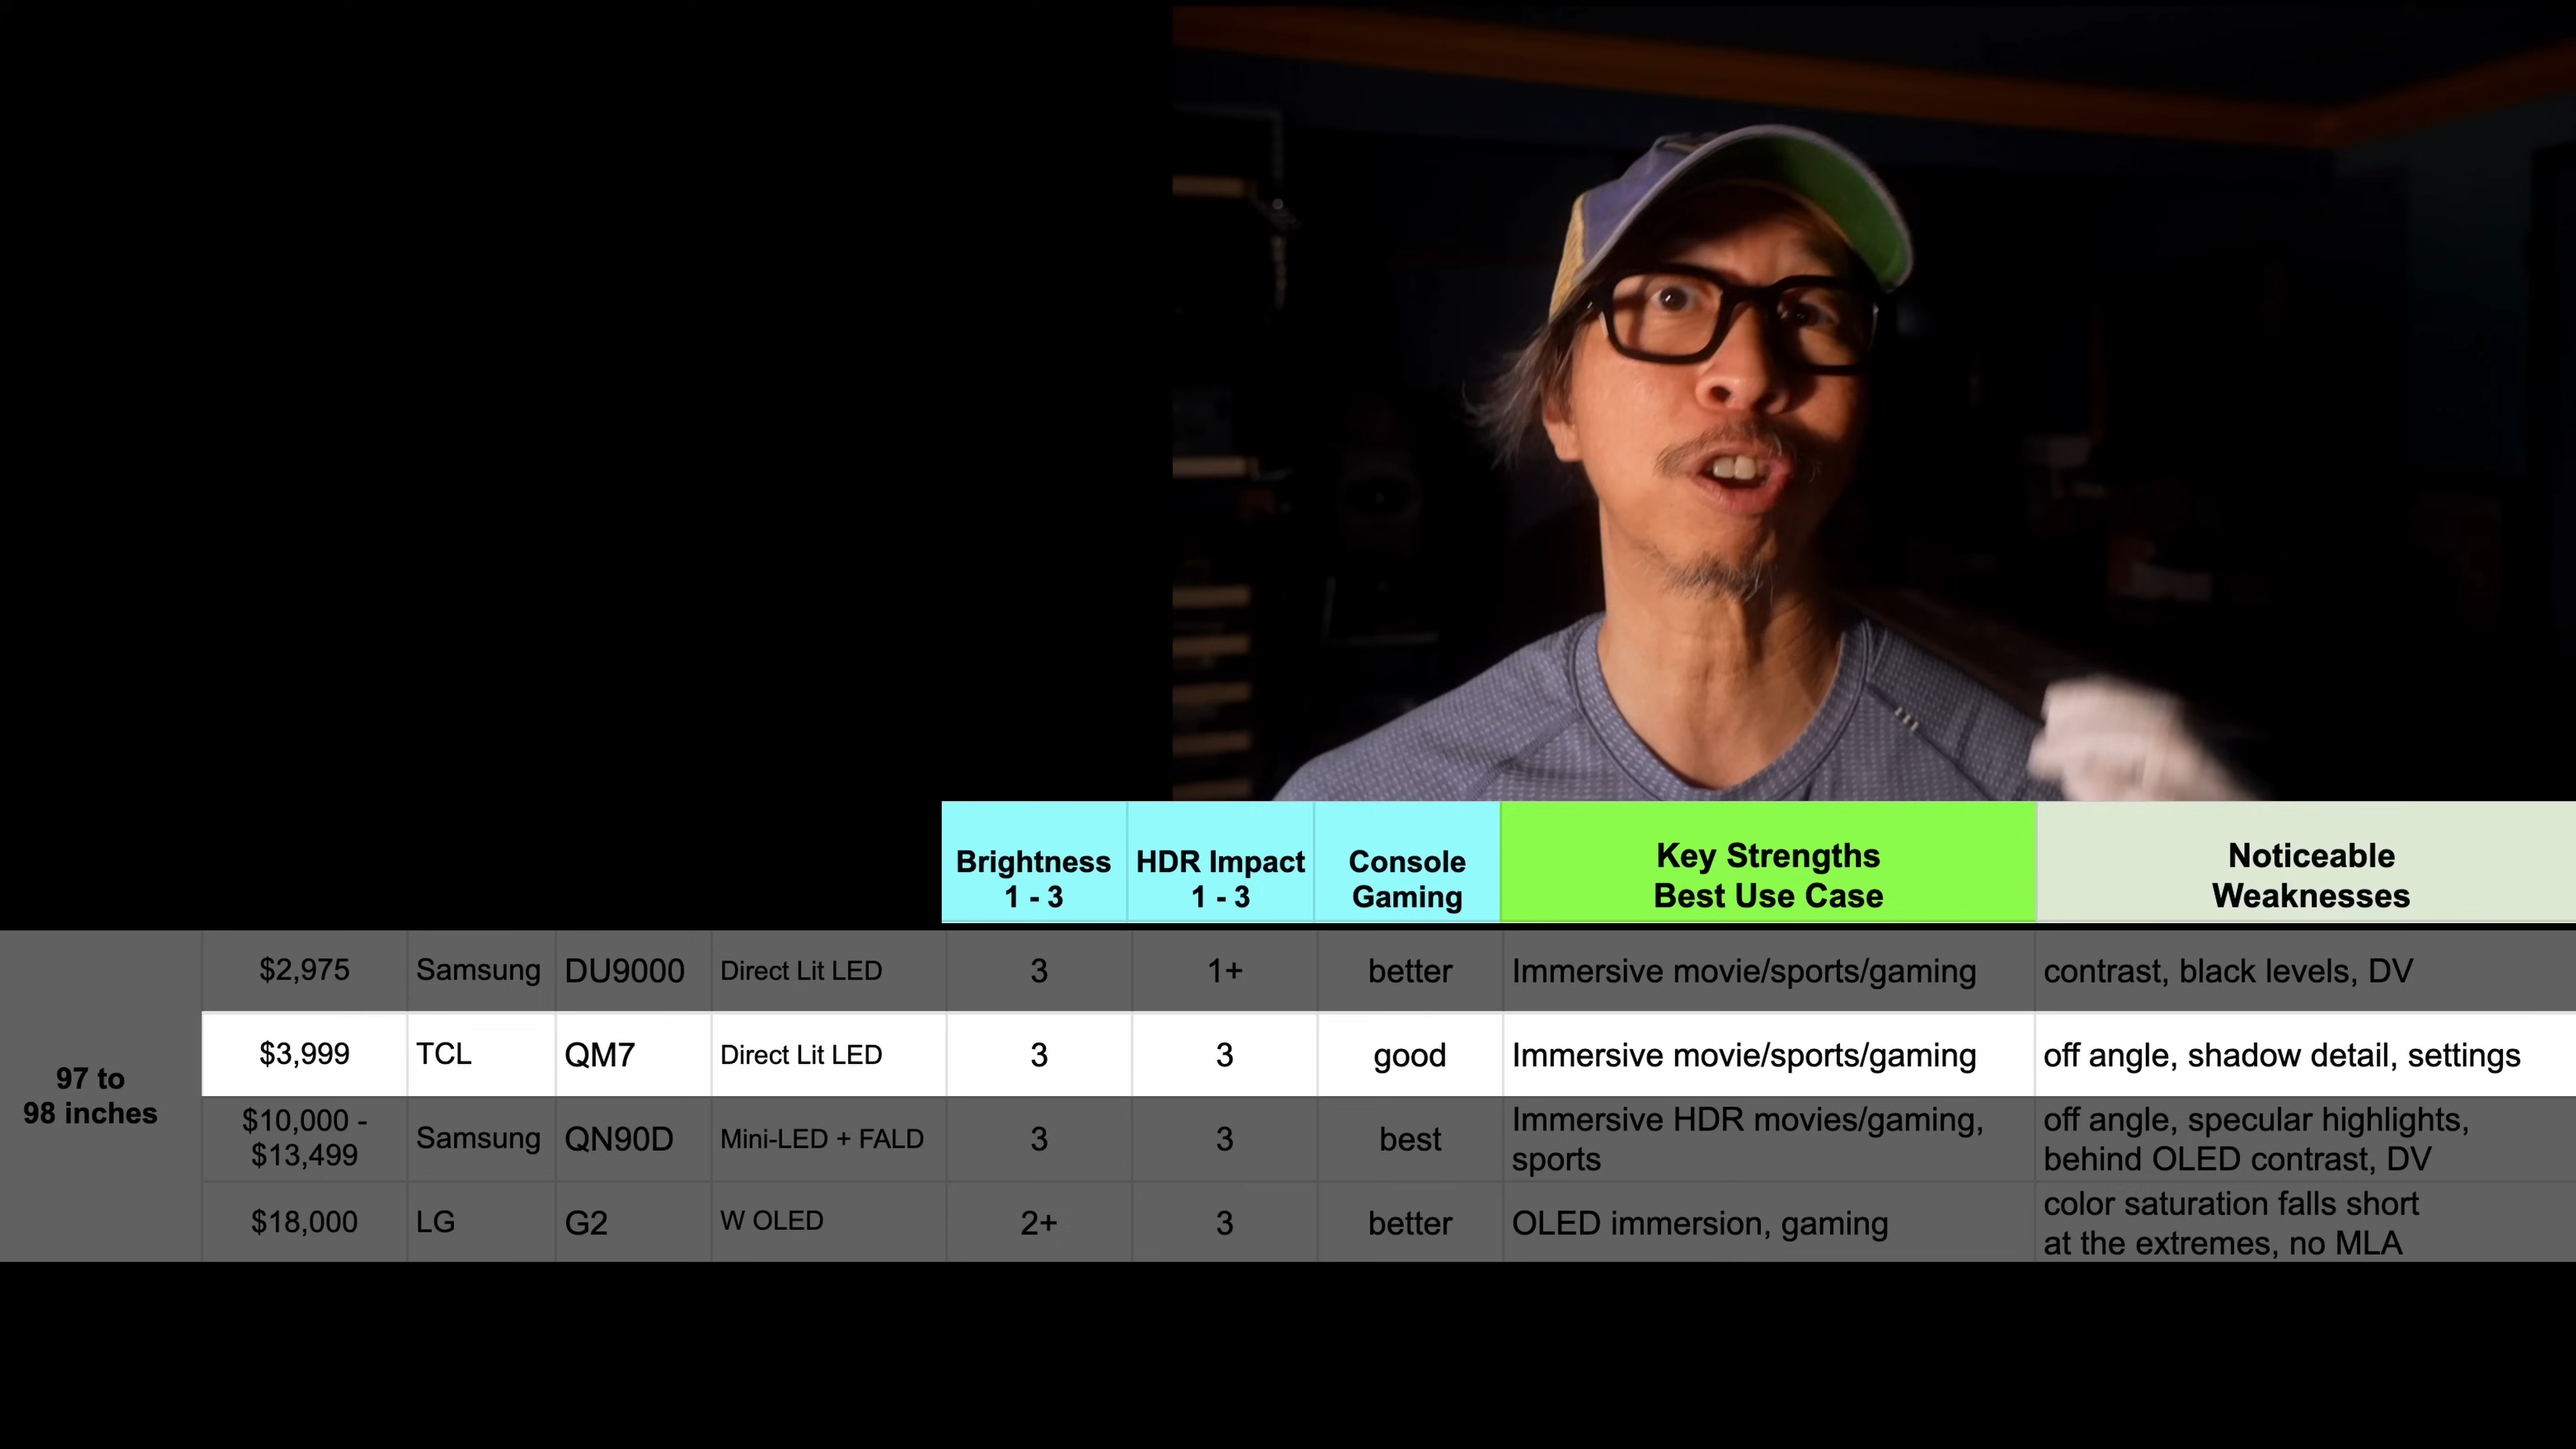 Brightness
1 - 3
HDR Impact
1 - 3
Console
Gaming
Key Strengths
Best Use Case
Noticeable
Weaknesses
97 to
98 inches
$2,975 Samsung DU9000 Direct Lit LED 3 1+ better Immersive movie/sports/gaming contrast, black levels, DV
$3,999 TCL QM7 Direct Lit LED 3 3 good Immersive movie/sports/gaming off angle, shadow detail, settings
$10,000 -
$13,499
Samsung QN90D Mini-LED + FALD 3 3 best
Immersive HDR movies/gaming,
sports
off angle, specular highlights,
behind OLED contrast, DV
$18,000 LG G2 W OLED 2+ 3 better OLED immersion, gaming
color saturation falls short
at the extremes, no MLA